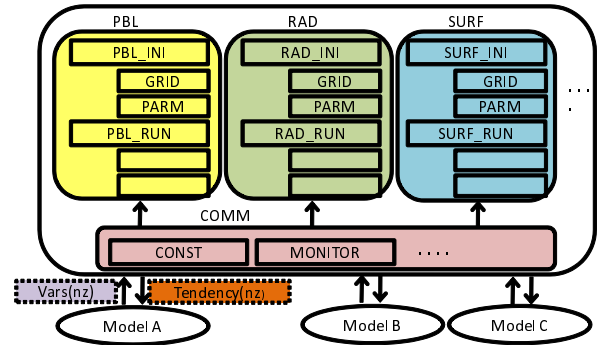 PBL RAD SURF
PBL_INI RAD_INI SURF_INI
GRID GRID GRID
PARM PARM PARM
PBL_RUN RAD_RUN SURF_RUN
COMM
CONST MONITOR
Vars(nz) Tendency(nz)
Model A Model B Model C